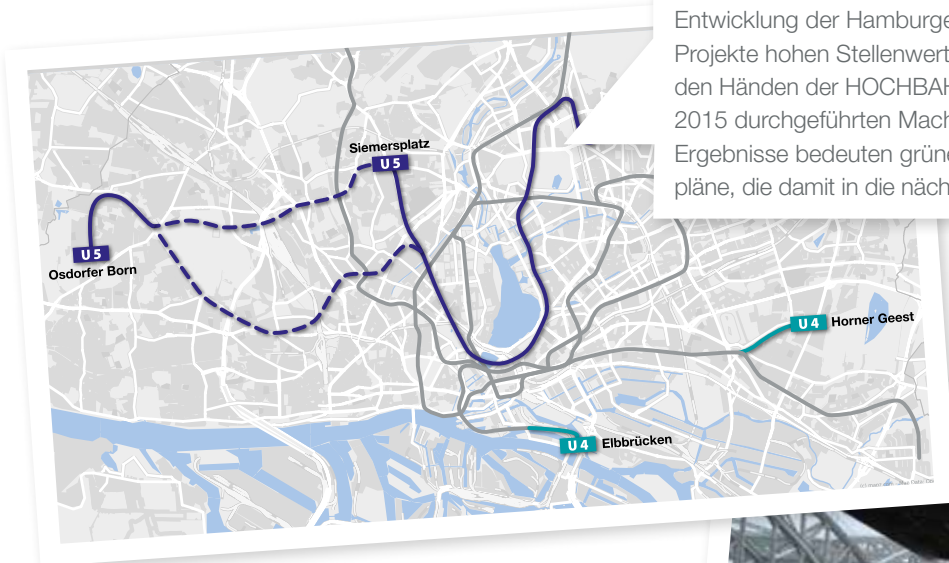 Entwicklung der Hamburge
Projekte hohen Stellenwert
den Händen der HOCHBAH
2015 durchgeführten Mach
Ergebnisse bedeuten grüne
pläne, die damit in die näch
Siemersplatz
U5
U5
Osdorfer Born
U4 Horner Geest
U4 Elbbrücken